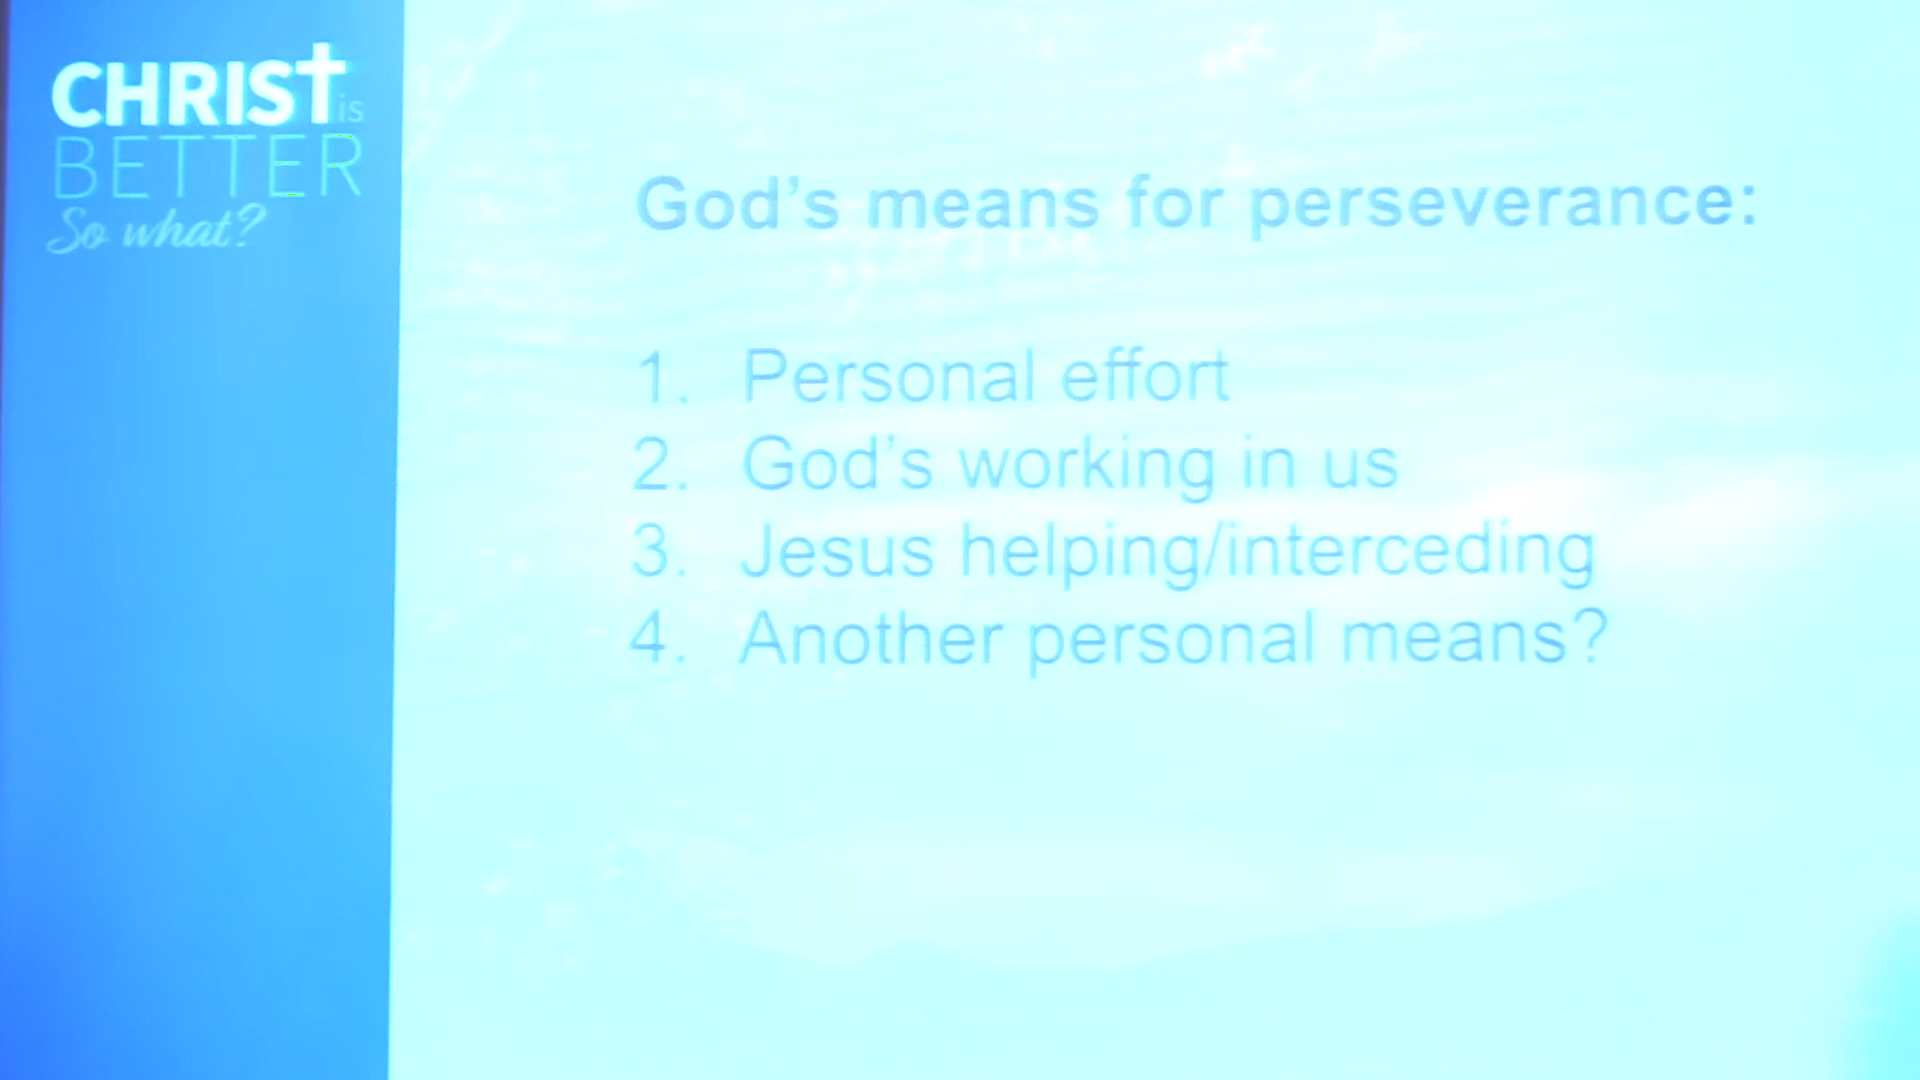 CHRIST is
BETTER
So what?
God's means for perseverance:
1. Personal effort
2. God's working in us
3. Jesus helping/interceding
4. Another personal means?